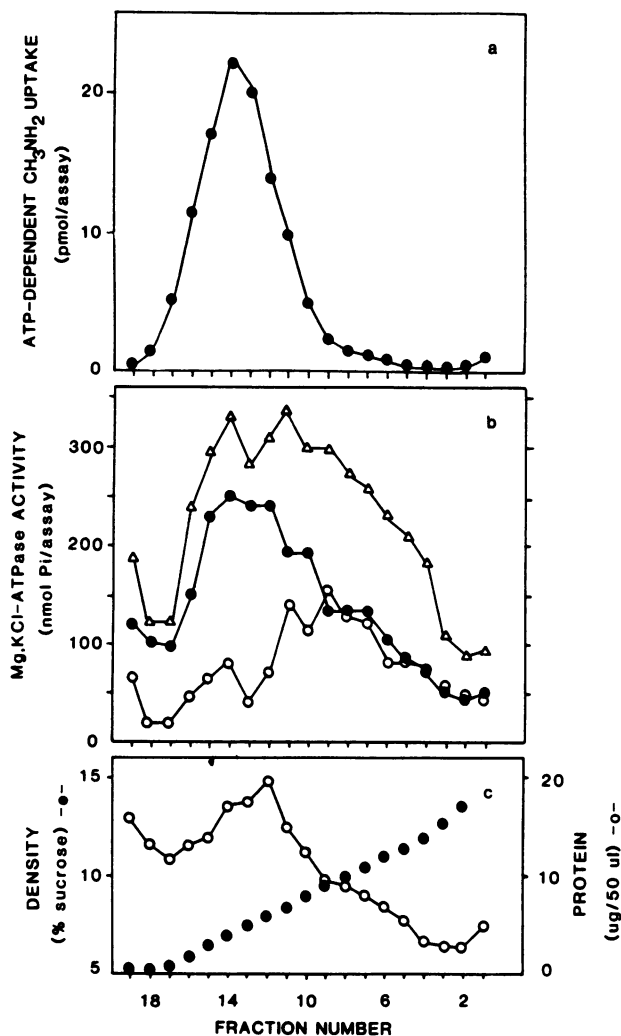 a
ATP-DEPENDENT CH3NH2 UPTAKE
(pmol/assay)
20
10
0
b
Mg.KCl-ATPase ACTIVITY
(nmol Pi/assay)
300
200
100
0
c
DENSITY
(% sucrose) -●-
15
10
5
20
10
0
PROTEIN
(ug/50 ul) -o-
18 14 10 6 2
FRACTION NUMBER